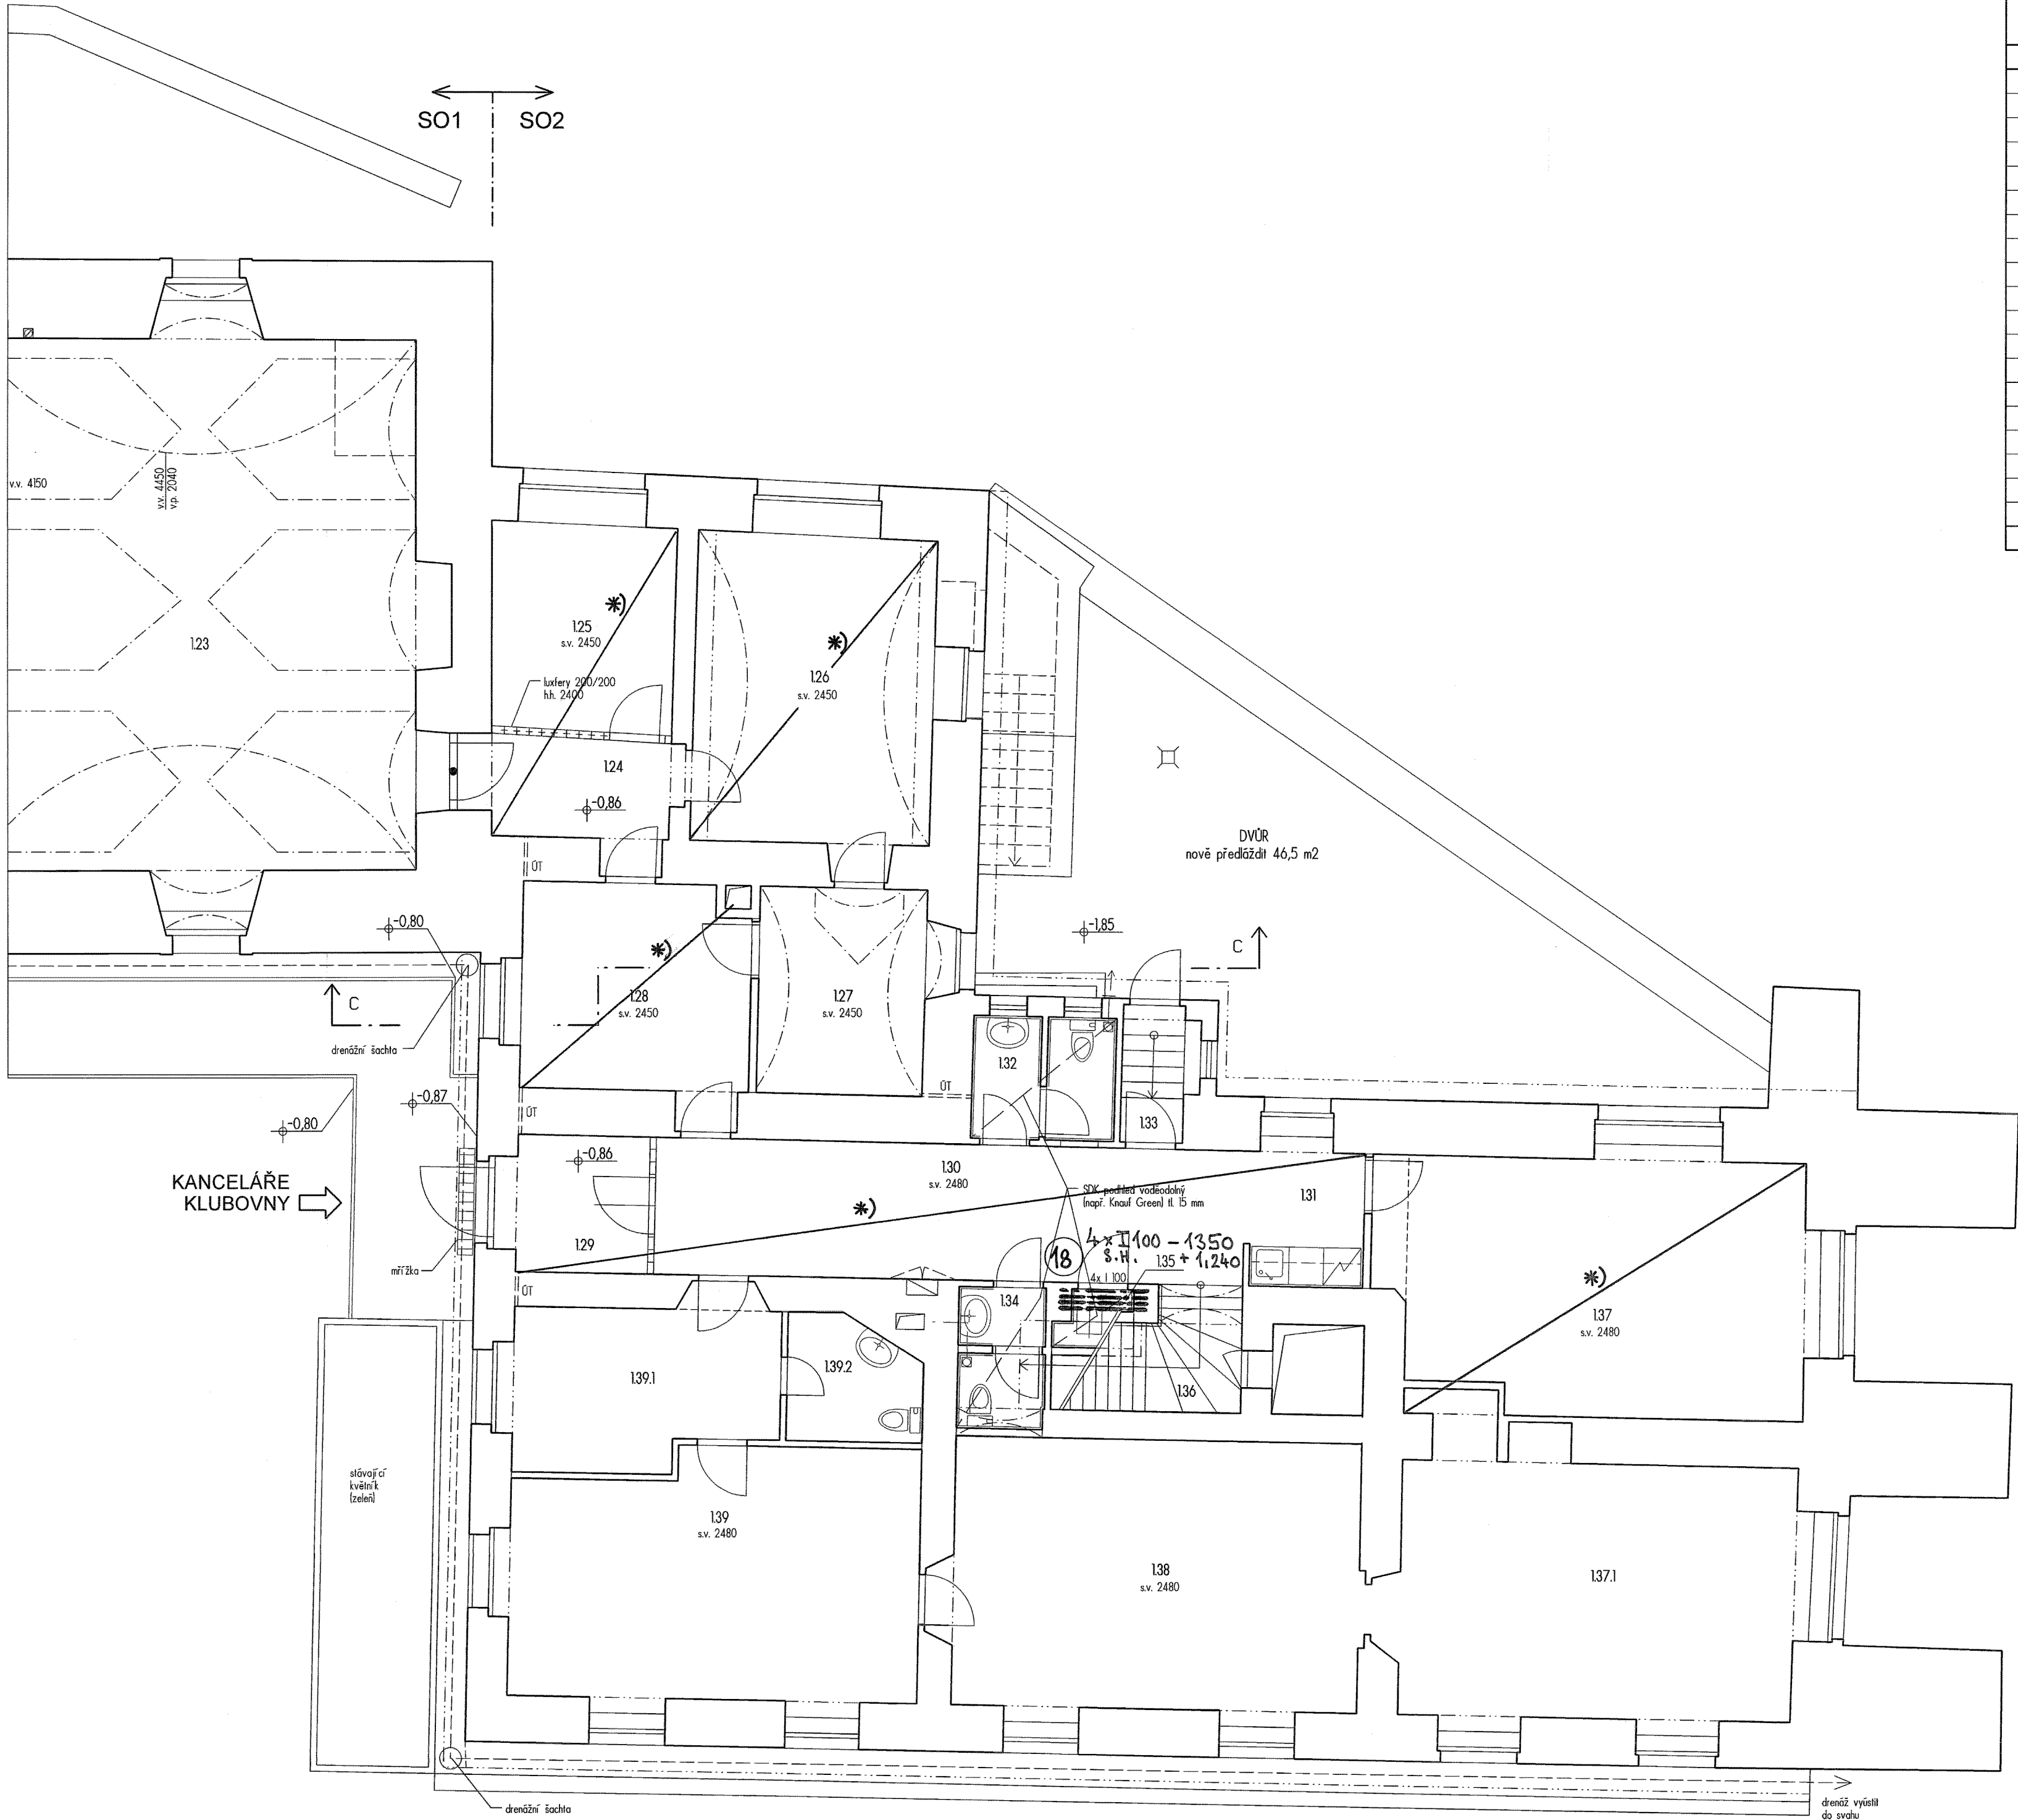 SO1 SO2
v.v. 4150
v.v. 4450
v.p. 2040
1.23
1.25
s.v. 2450
*)
luxfery 200/200
h.h. 2400
1.26
s.v. 2450
*)
1.24
-0,86
DVŮR
nově předláždit 46,5 m2
ÚT
-0,80
-1,85
C
*)
1.28
s.v. 2450
1.27
s.v. 2450
C
drenážní šachta
1.32
ÚT
-0,87
-0,80
ÚT
1.33
-0,86
1.30
s.v. 2480
KANCELÁŘE
KLUBOVNY
SDK podhled voděodolný
(např. Knauf Green) tl. 15 mm
1.31
*)
1.29
18
4x I 100 - 1350
S.H. + 1,240
1.35
4x I 100
mřížka
ÚT
1.34
*)
1.37
s.v. 2480
1.39.1
1.39.2
1.36
stávající
květník
(zeleň)
1.39
s.v. 2480
1.38
s.v. 2480
1.37.1
drenážní šachta
drenáž vyústit
do svahu